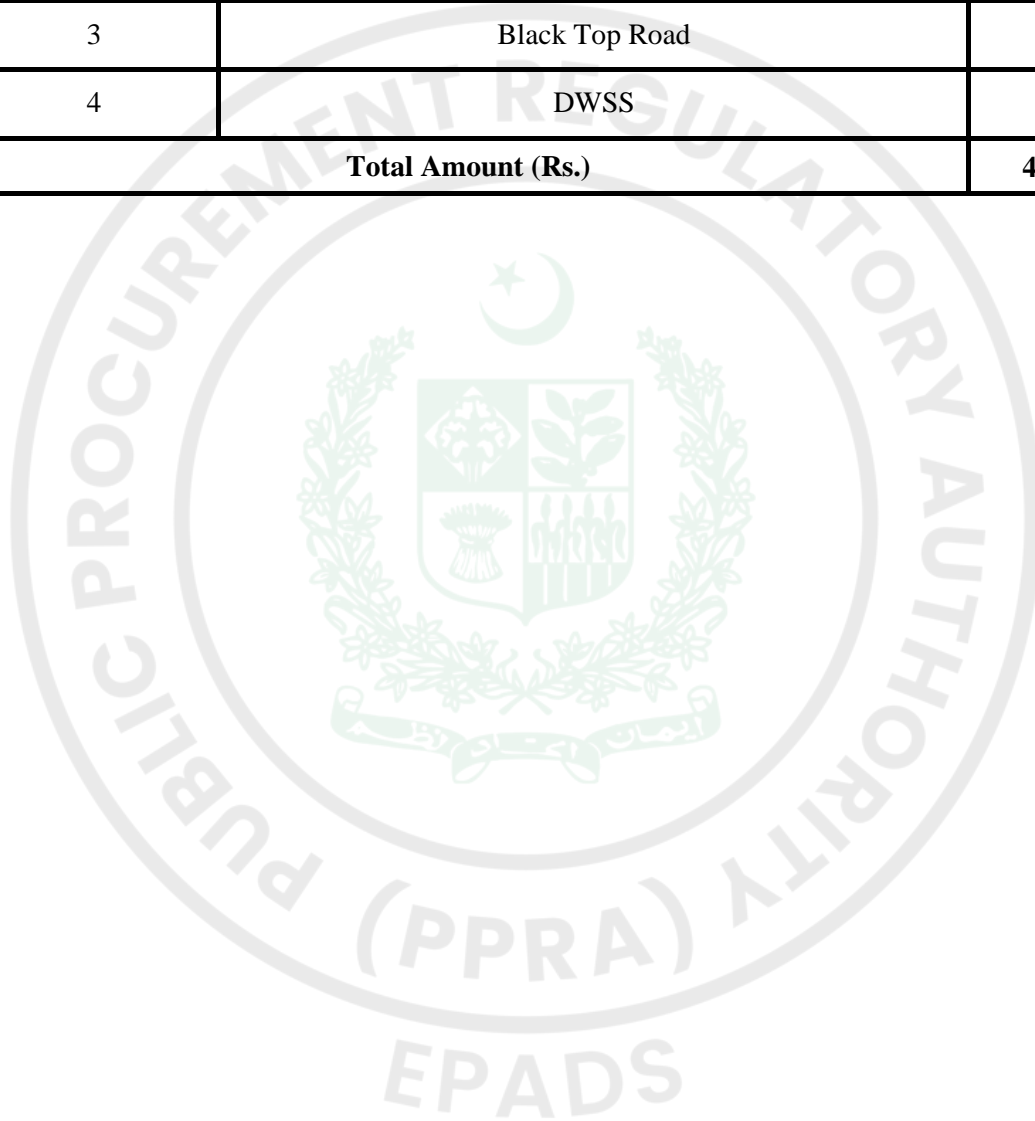 3 Black Top Road
4 DWSS
Total Amount (Rs.) 4
PUBLIC PROCUREMENT REGULATORY AUTHORITY
(PPRA)
EPADS